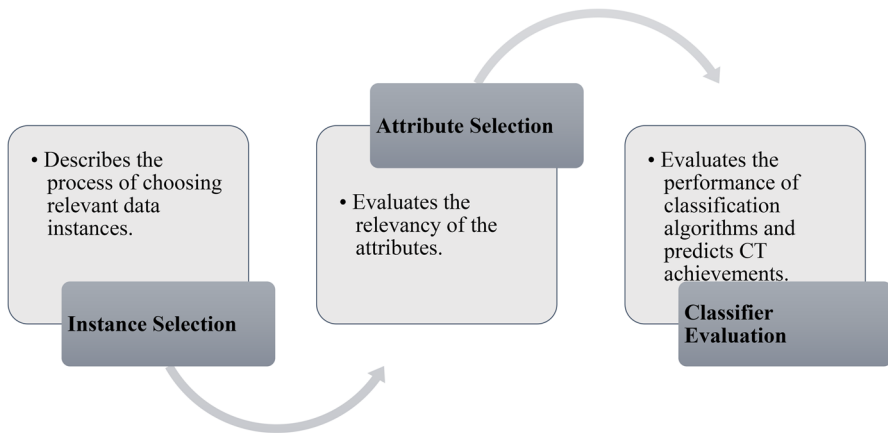 • Describes the
process of choosing
relevant data
instances.
Instance Selection
Attribute Selection
• Evaluates the
relevancy of the
attributes.
• Evaluates the
performance of
classification
algorithms and
predicts CT
achievements.
Classifier
Evaluation